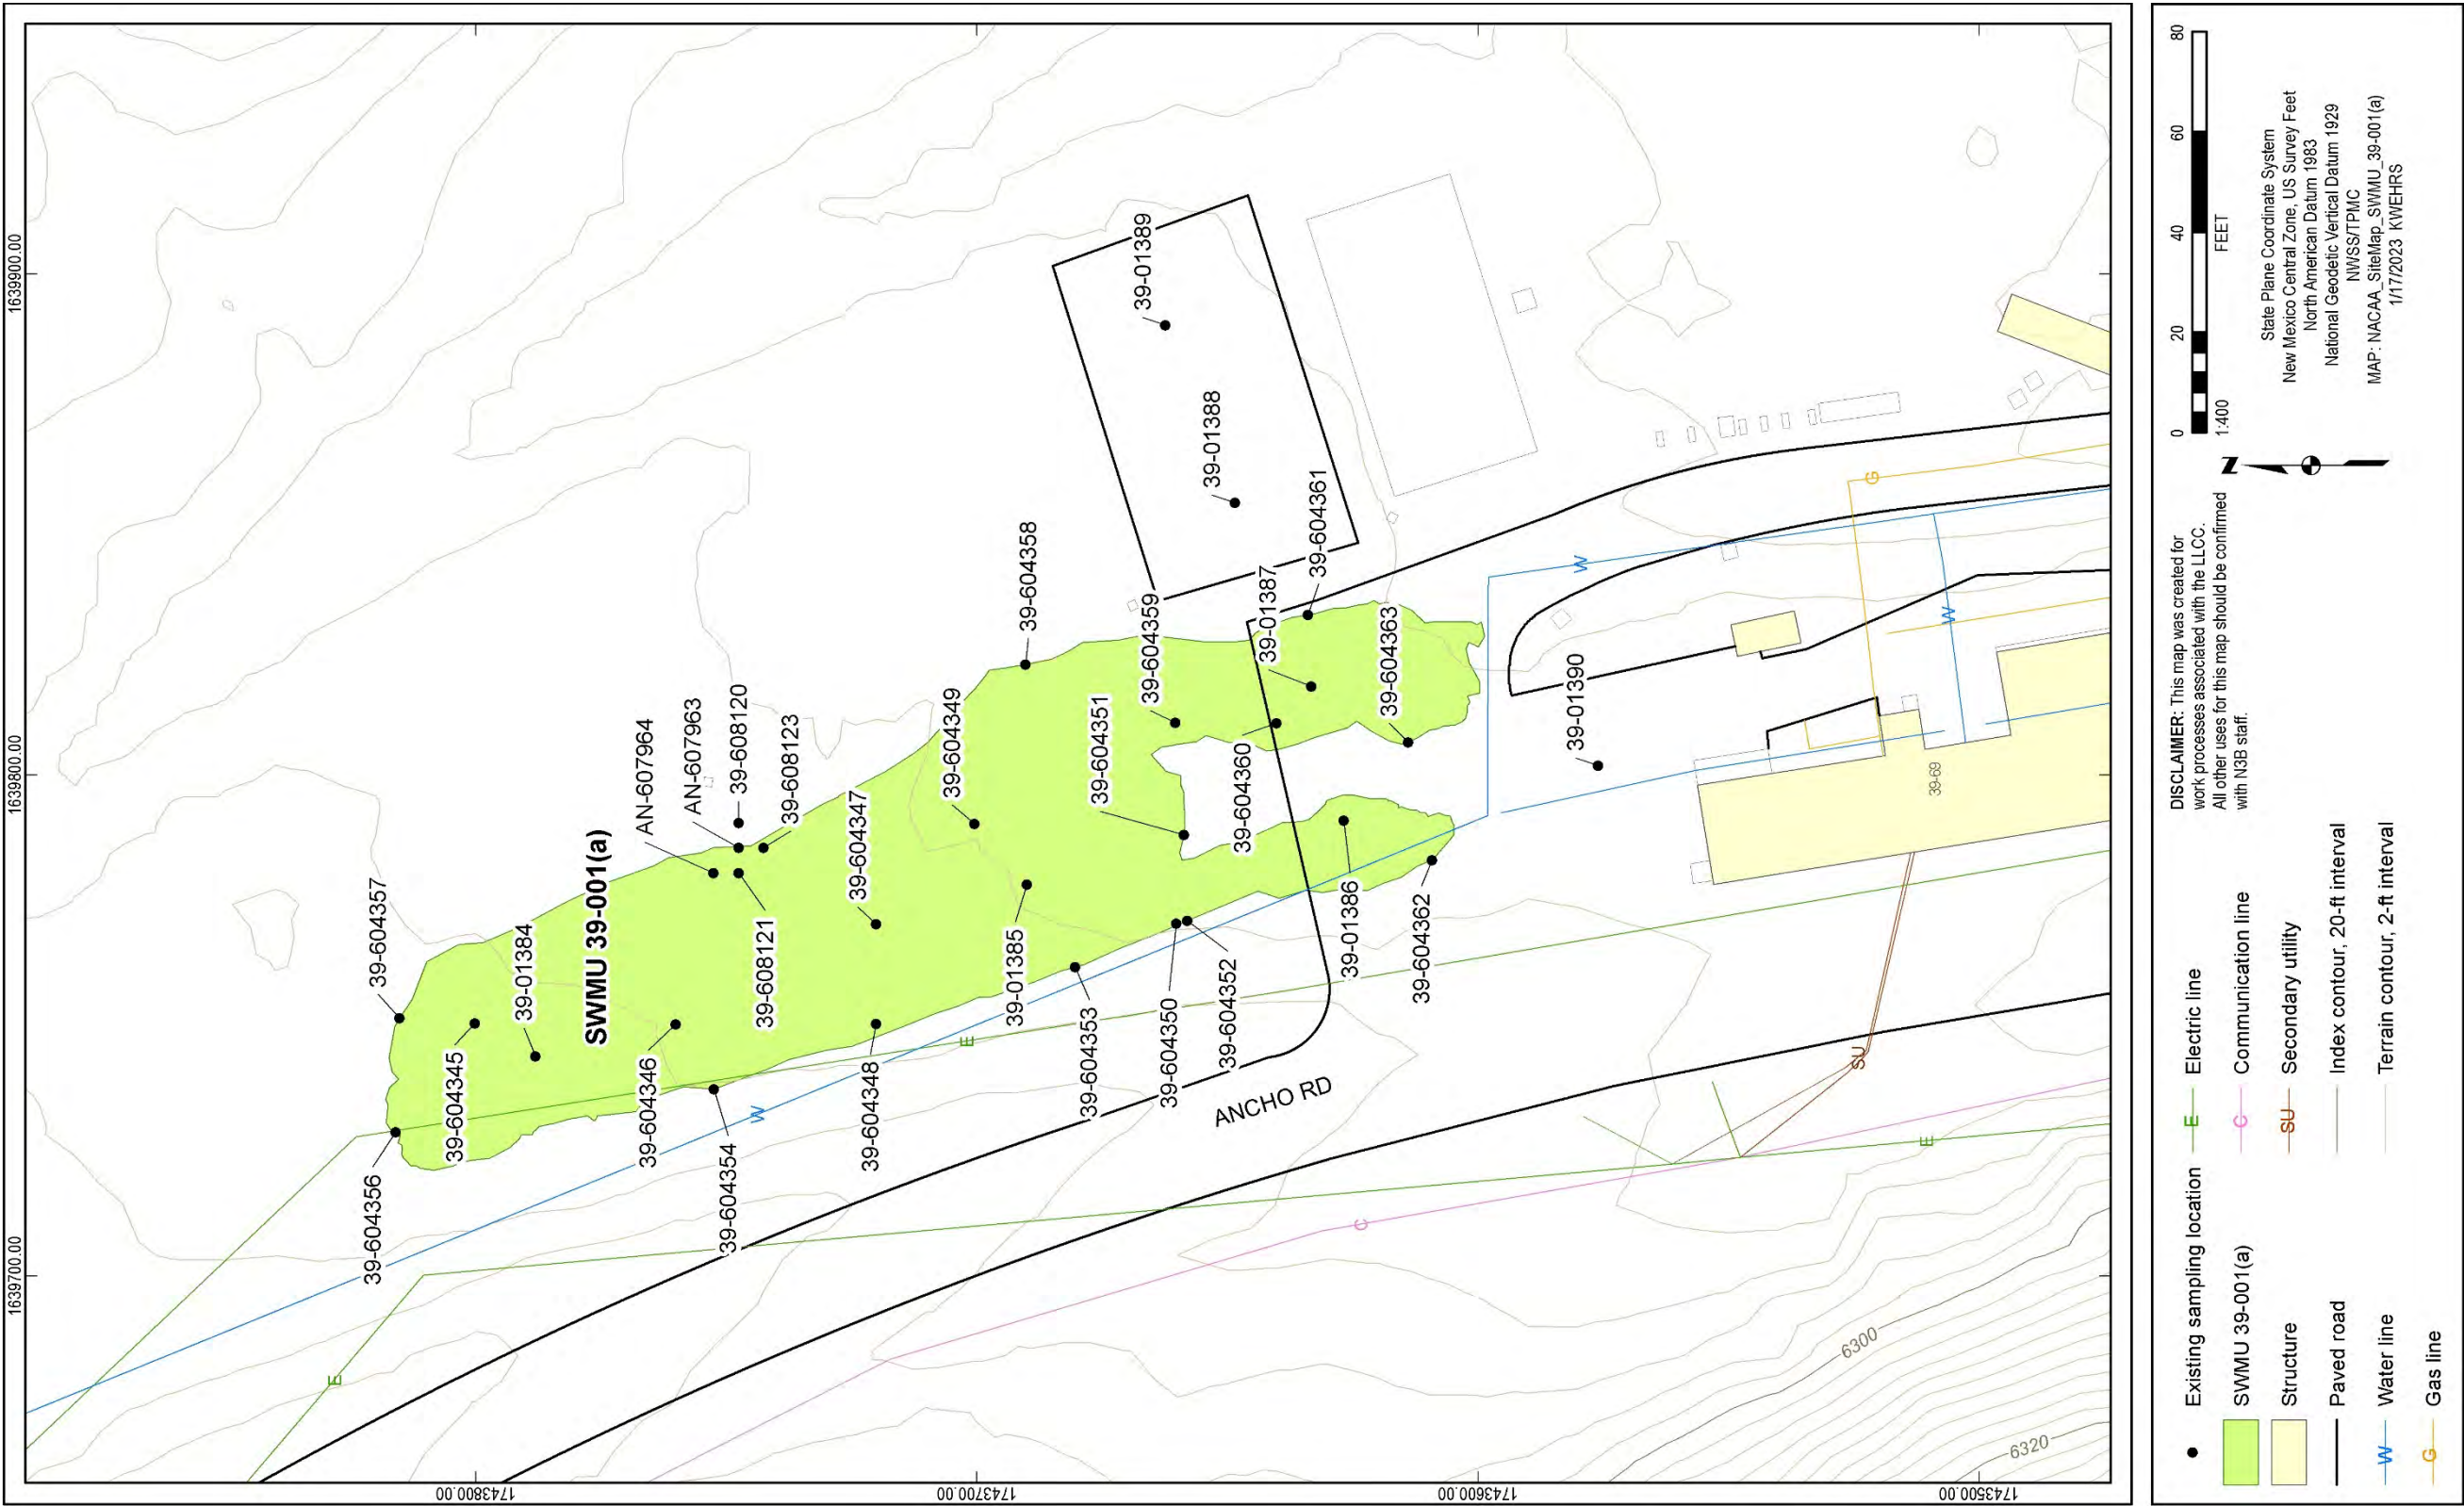 1639700.00
1639800.00
1639900.00
1743800.00
1743700.00
1743600.00
1743500.00
39-604356
39-604357
39-604345
39-01384
SWMU 39-001(a)
39-604346
39-604354
AN-607964
AN-607963
39-608120
39-608123
39-608121
39-604347
39-604348
39-604349
39-01385
39-604358
39-604353
39-604351
39-604359
39-604350
39-604352
39-604360
39-01387
39-604361
39-01386
39-604363
39-604362
39-01389
39-01388
39-01390
39-69
ANCHO RD
E
E
E
W
W
W
C
G
SU
6300
6320
Existing sampling location
SWMU 39-001(a)
Structure
Paved road
W Water line
G Gas line
E Electric line
C Communication line
SU Secondary utility
Index contour, 20-ft interval
Terrain contour, 2-ft interval
DISCLAIMER: This map was created for
work processes associated with the LLCC.
All other uses for this map should be confirmed
with N3B staff.
N
0 20 40 60 80
1:400
FEET
State Plane Coordinate System
New Mexico Central Zone, US Survey Feet
North American Datum 1983
National Geodetic Vertical Datum 1929
NWSS/TPMC
MAP: NACAA_SiteMap_SWMU_39-001(a)
1/17/2023 KWEHRS